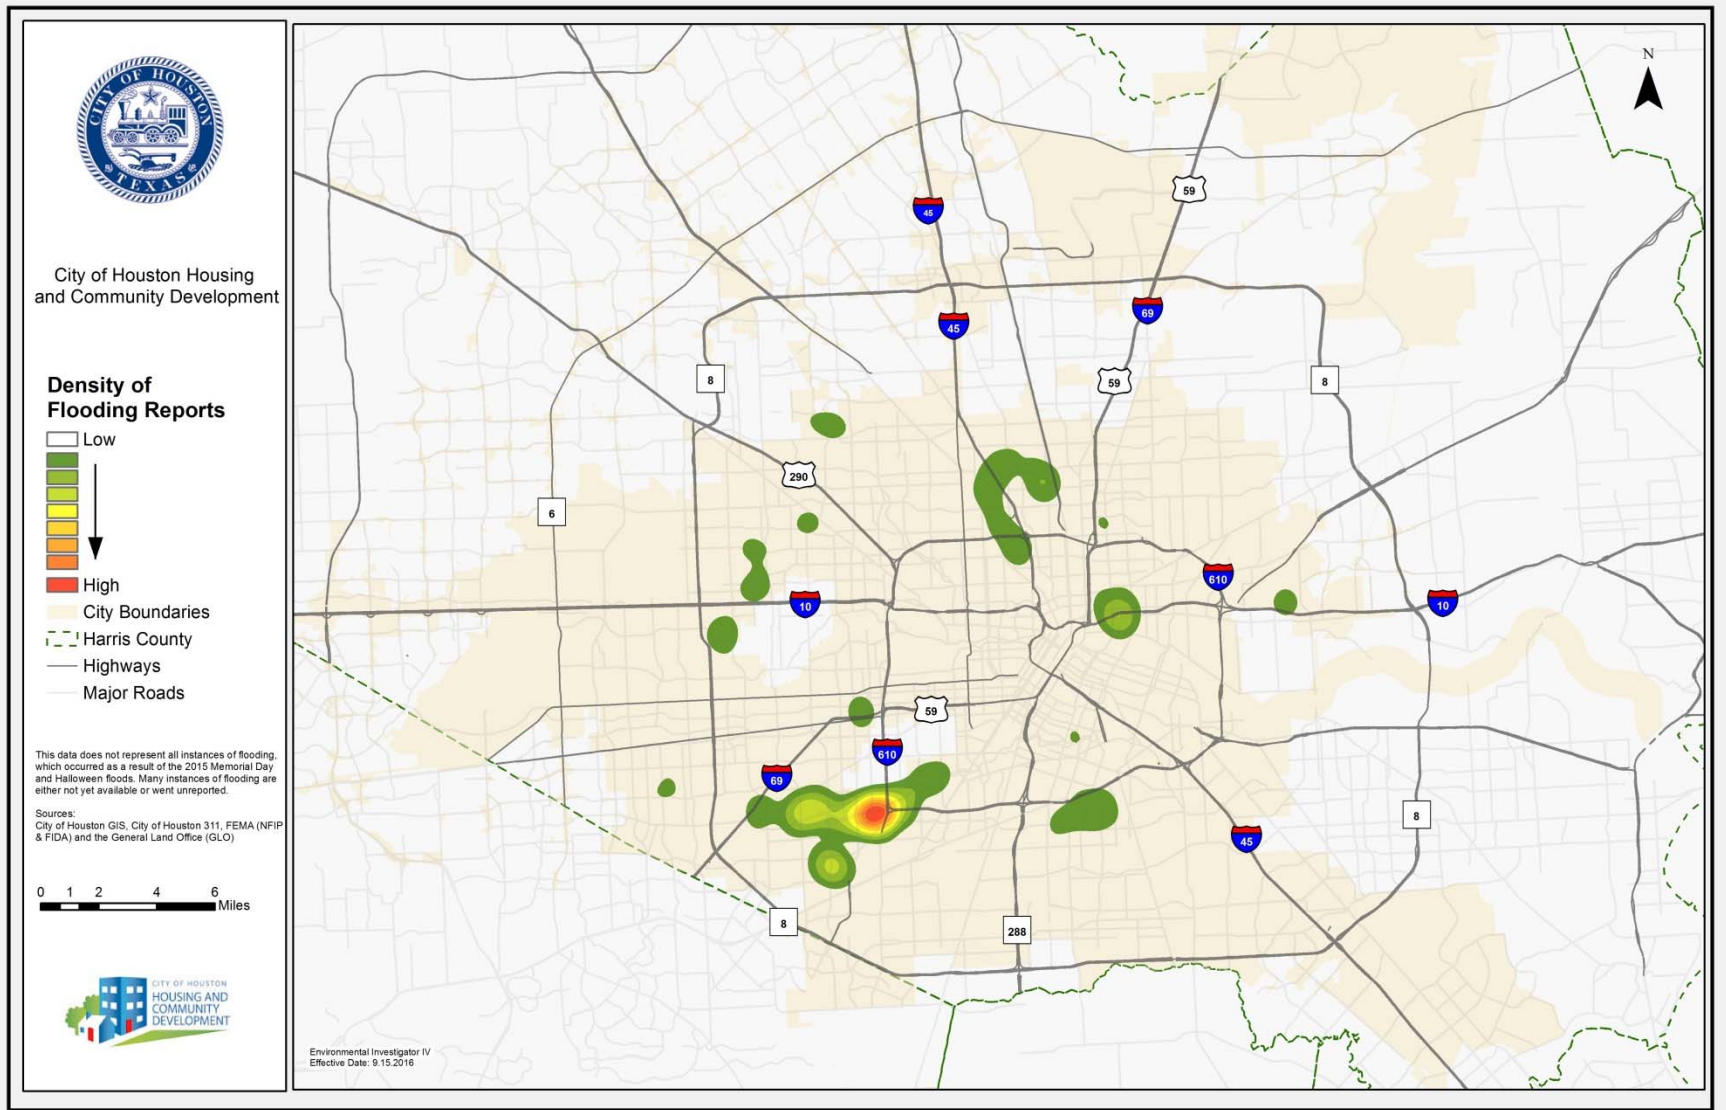 CITY OF HOUSTON
TEXAS
City of Houston Housing
and Community Development
Density of
Flooding Reports
Low
High
City Boundaries
Harris County
Highways
Major Roads
This data does not represent all instances of flooding,
which occurred as a result of the 2015 Memorial Day
and Halloween floods. Many instances of flooding are
either not yet available or went unreported.
Sources:
City of Houston GIS, City of Houston 311, FEMA (NFIP
& FIDA) and the General Land Office (GLO)
0 1 2 4 6
Miles
CITY OF HOUSTON
HOUSING AND
COMMUNITY
DEVELOPMENT
N
59
45
69
45
8
59
8
290
6
610
10
10
59
610
69
8
45
8
288
Environmental Investigator IV
Effective Date: 9.15.2016